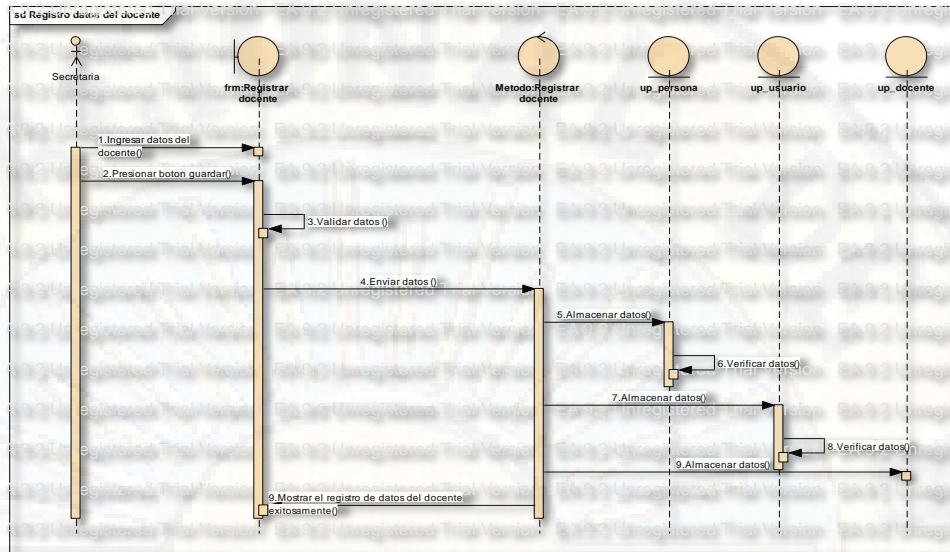 sd Registro datos del docente
Secretaria
frm:Registrar
docente
Metodo:Registrar
docente
up_persona
up_usuario
up_docente
1.Ingresar datos del
docente()
2.Presionar boton guardar()
3.Validar datos ()
4.Enviar datos ()
5.Almacenar datos()
6.Verificar datos()
7.Almacenar datos()
8.Verificar datos()
9.Almacenar datos()
9.Mostrar el registro de datos del docente
exitosamente()